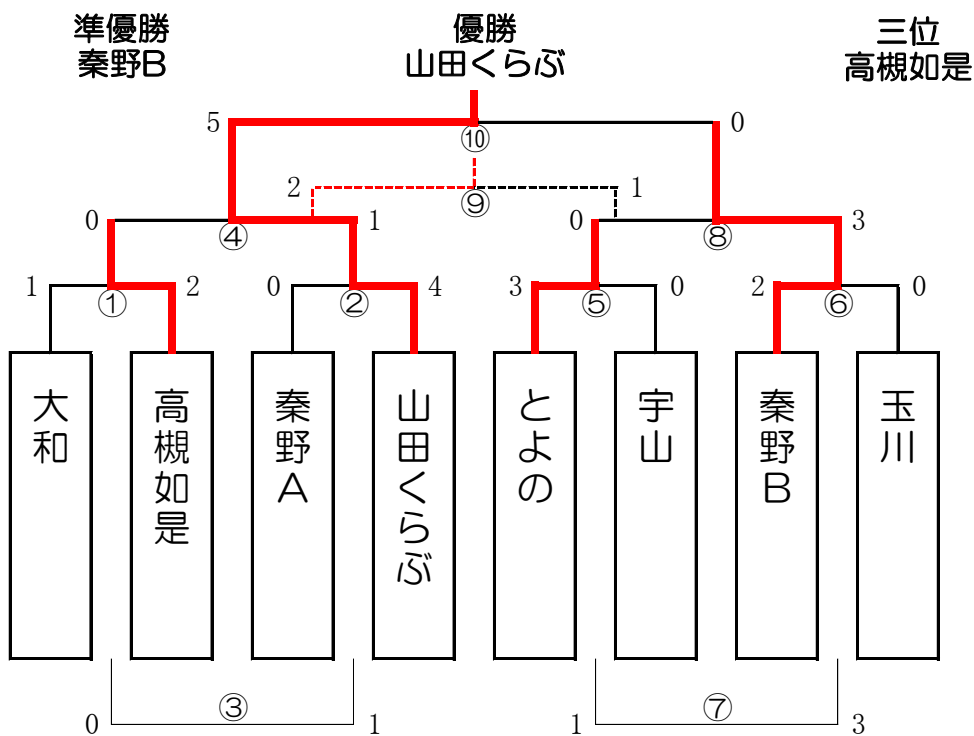 準優勝
秦野B
優勝
山田くらぶ
三位
高槻如是
5
0
⑩
2
1
⑨
0
1
0
3
④
⑧
1
2
0
4
3
0
2
0
①
②
⑤
⑥
大和
高槻如是
秦野A
山田くらぶ
とよの
宇山
秦野B
玉川
③
⑦
0
1
1
3